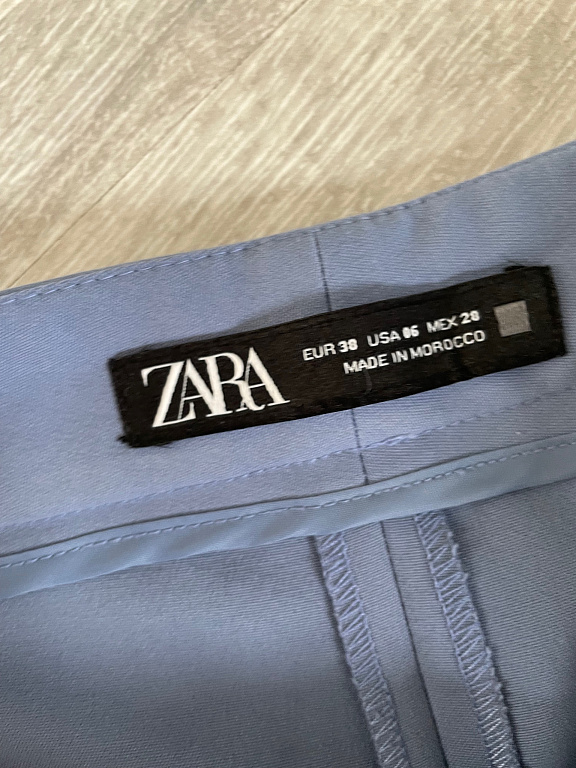 ZARA
EUR 38 USA 06 MEX 28
MADE IN MOROCCO